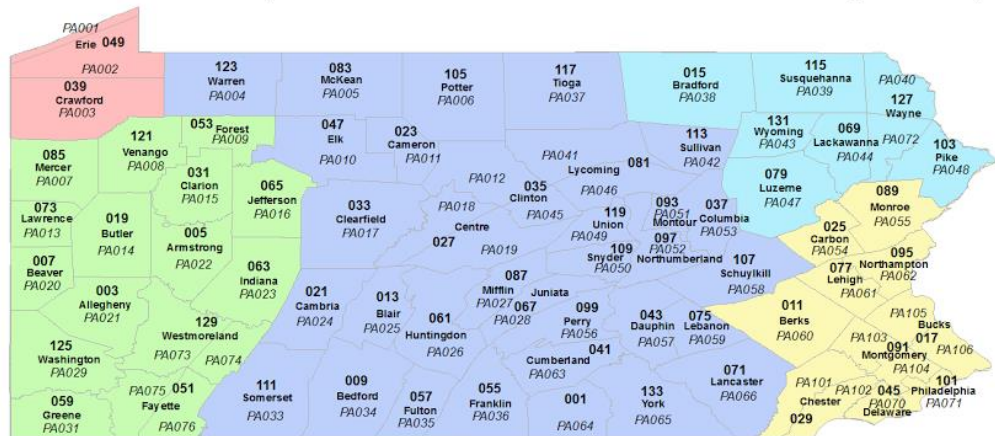 PA001
Erie 049
PA002
039
Crawford
PA003
123
Warren
PA004
083
McKean
PA005
105
Potter
PA006
117
Tioga
PA037
015
Bradford
PA038
115
Susquehanna
PA039
PA040
127
Wayne
PA072
053 Forest
PA009
121
Venango
PA008
085
Mercer
PA007
031
Clarion
PA015
065
Jefferson
PA016
047
Elk
PA010
023
Cameron
PA011
PA012
PA041
Lycoming 081
PA046
113
Sullivan
PA042
131
Wyoming
PA043
069
Lackawanna
PA044
103
Pike
PA048
079
Luzerne
PA047
073
Lawrence
PA013
019
Butler
PA014
005
Armstrong
PA022
033
Clearfield
PA017
PA018
Centre
027
PA019
035
Clinton
PA045
119
Union
PA049
093
PA051
Montour
037
Columbia
PA053
097
PA052
Northumberland
109
Snyder
PA050
089
Monroe
PA055
025
Carbon
PA054
007
Beaver
PA020
003
Allegheny
PA021
063
Indiana
PA023
021
Cambria
PA024
013
Blair
PA025
061
Huntingdon
PA026
087
Mifflin
PA027
Juniata
067
PA028
099
Perry
PA056
043
Dauphin
PA057
075
Lebanon
PA059
107
Schuylkill
PA058
077
Lehigh
PA061
095
Northampton
PA062
011
Berks
PA060
125
Washington
PA029
129
Westmoreland
PA073
PA074
PA075
051
Fayette
PA076
059
Greene
PA031
111
Somerset
PA033
009
Bedford
PA034
057
Fulton
PA035
055
Franklin
PA036
041
Cumberland
PA063
001
PA064
133
York
PA065
071
Lancaster
PA066
PA105
Bucks
017
PA106
PA103
091
Montgomery
PA104
PA101
Chester
029
PA102
045
PA070
Delaware
101
Philadelphia
PA071